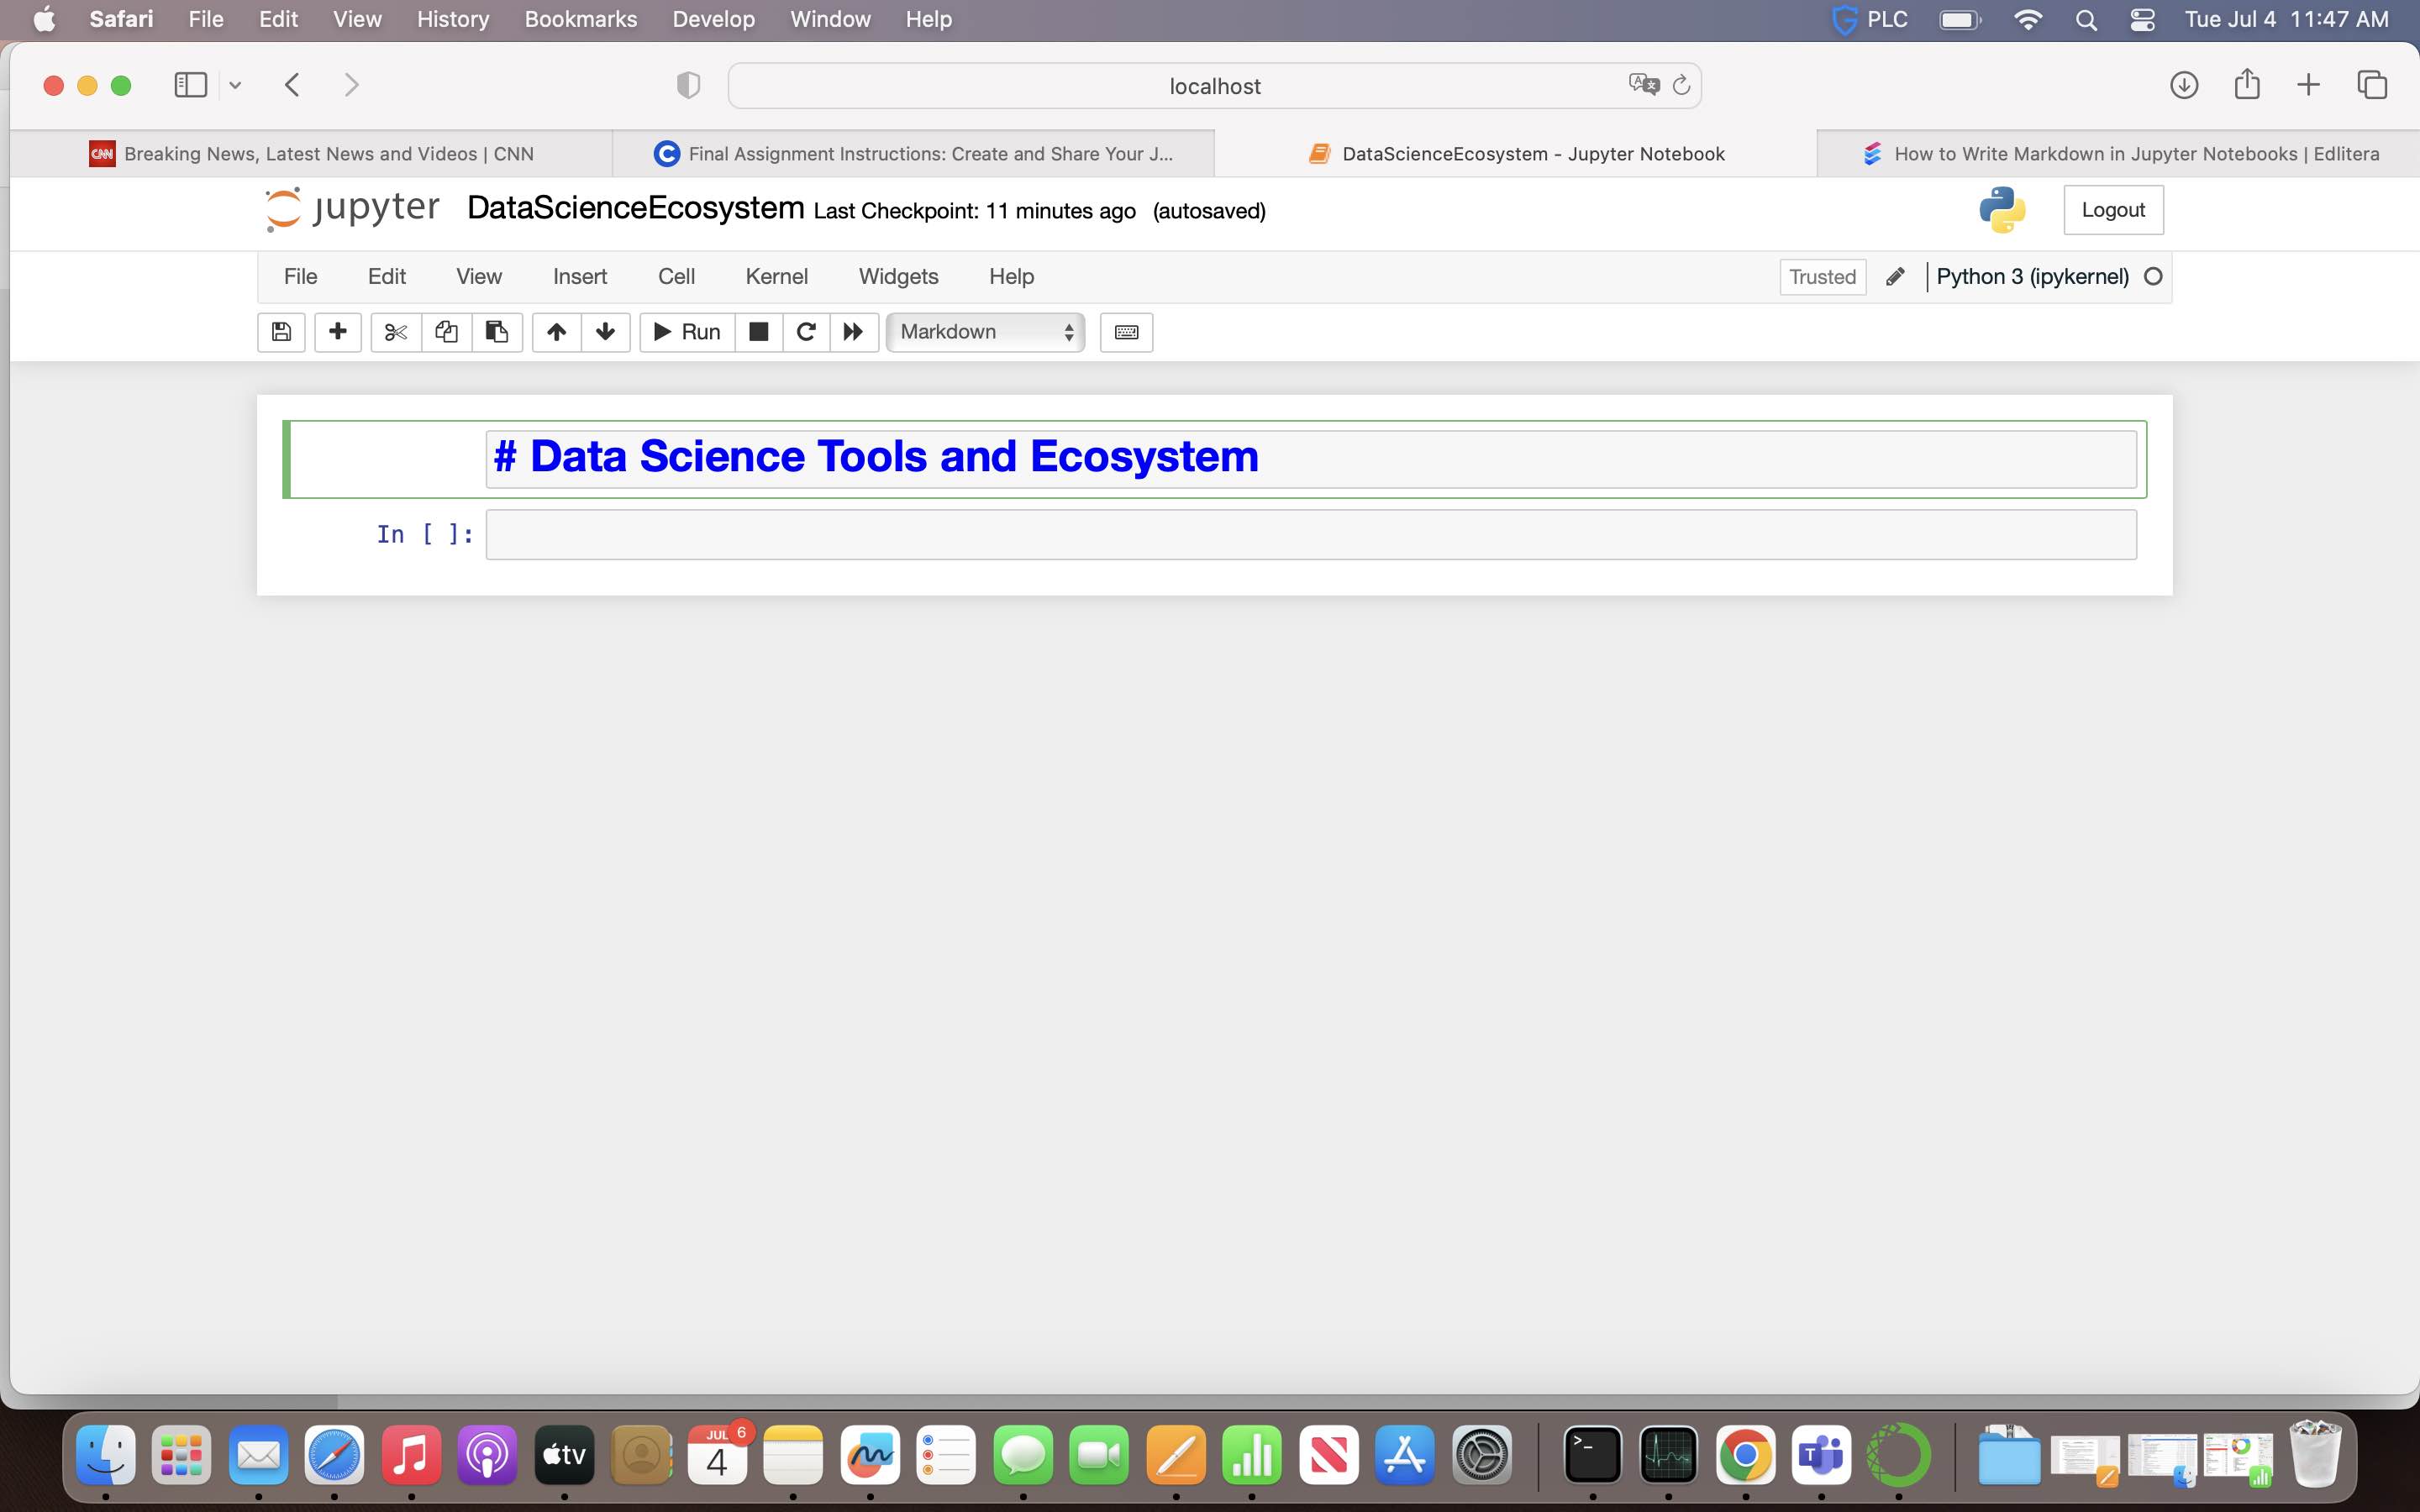 Safari File Edit View History Bookmarks Develop Window Help PLC Tue Jul 4 11:47 AM
localhost
CNN Breaking News, Latest News and Videos | CNN Final Assignment Instructions: Create and Share Your J... DataScienceEcosystem - Jupyter Notebook How to Write Markdown in Jupyter Notebooks | Edlitera
jupyter DataScienceEcosystem Last Checkpoint: 11 minutes ago (autosaved) Logout
File Edit View Insert Cell Kernel Widgets Help Trusted Python 3 (ipykernel)
Run Markdown
# Data Science Tools and Ecosystem
In [ ]:
tv JUL 4 6 >_ T